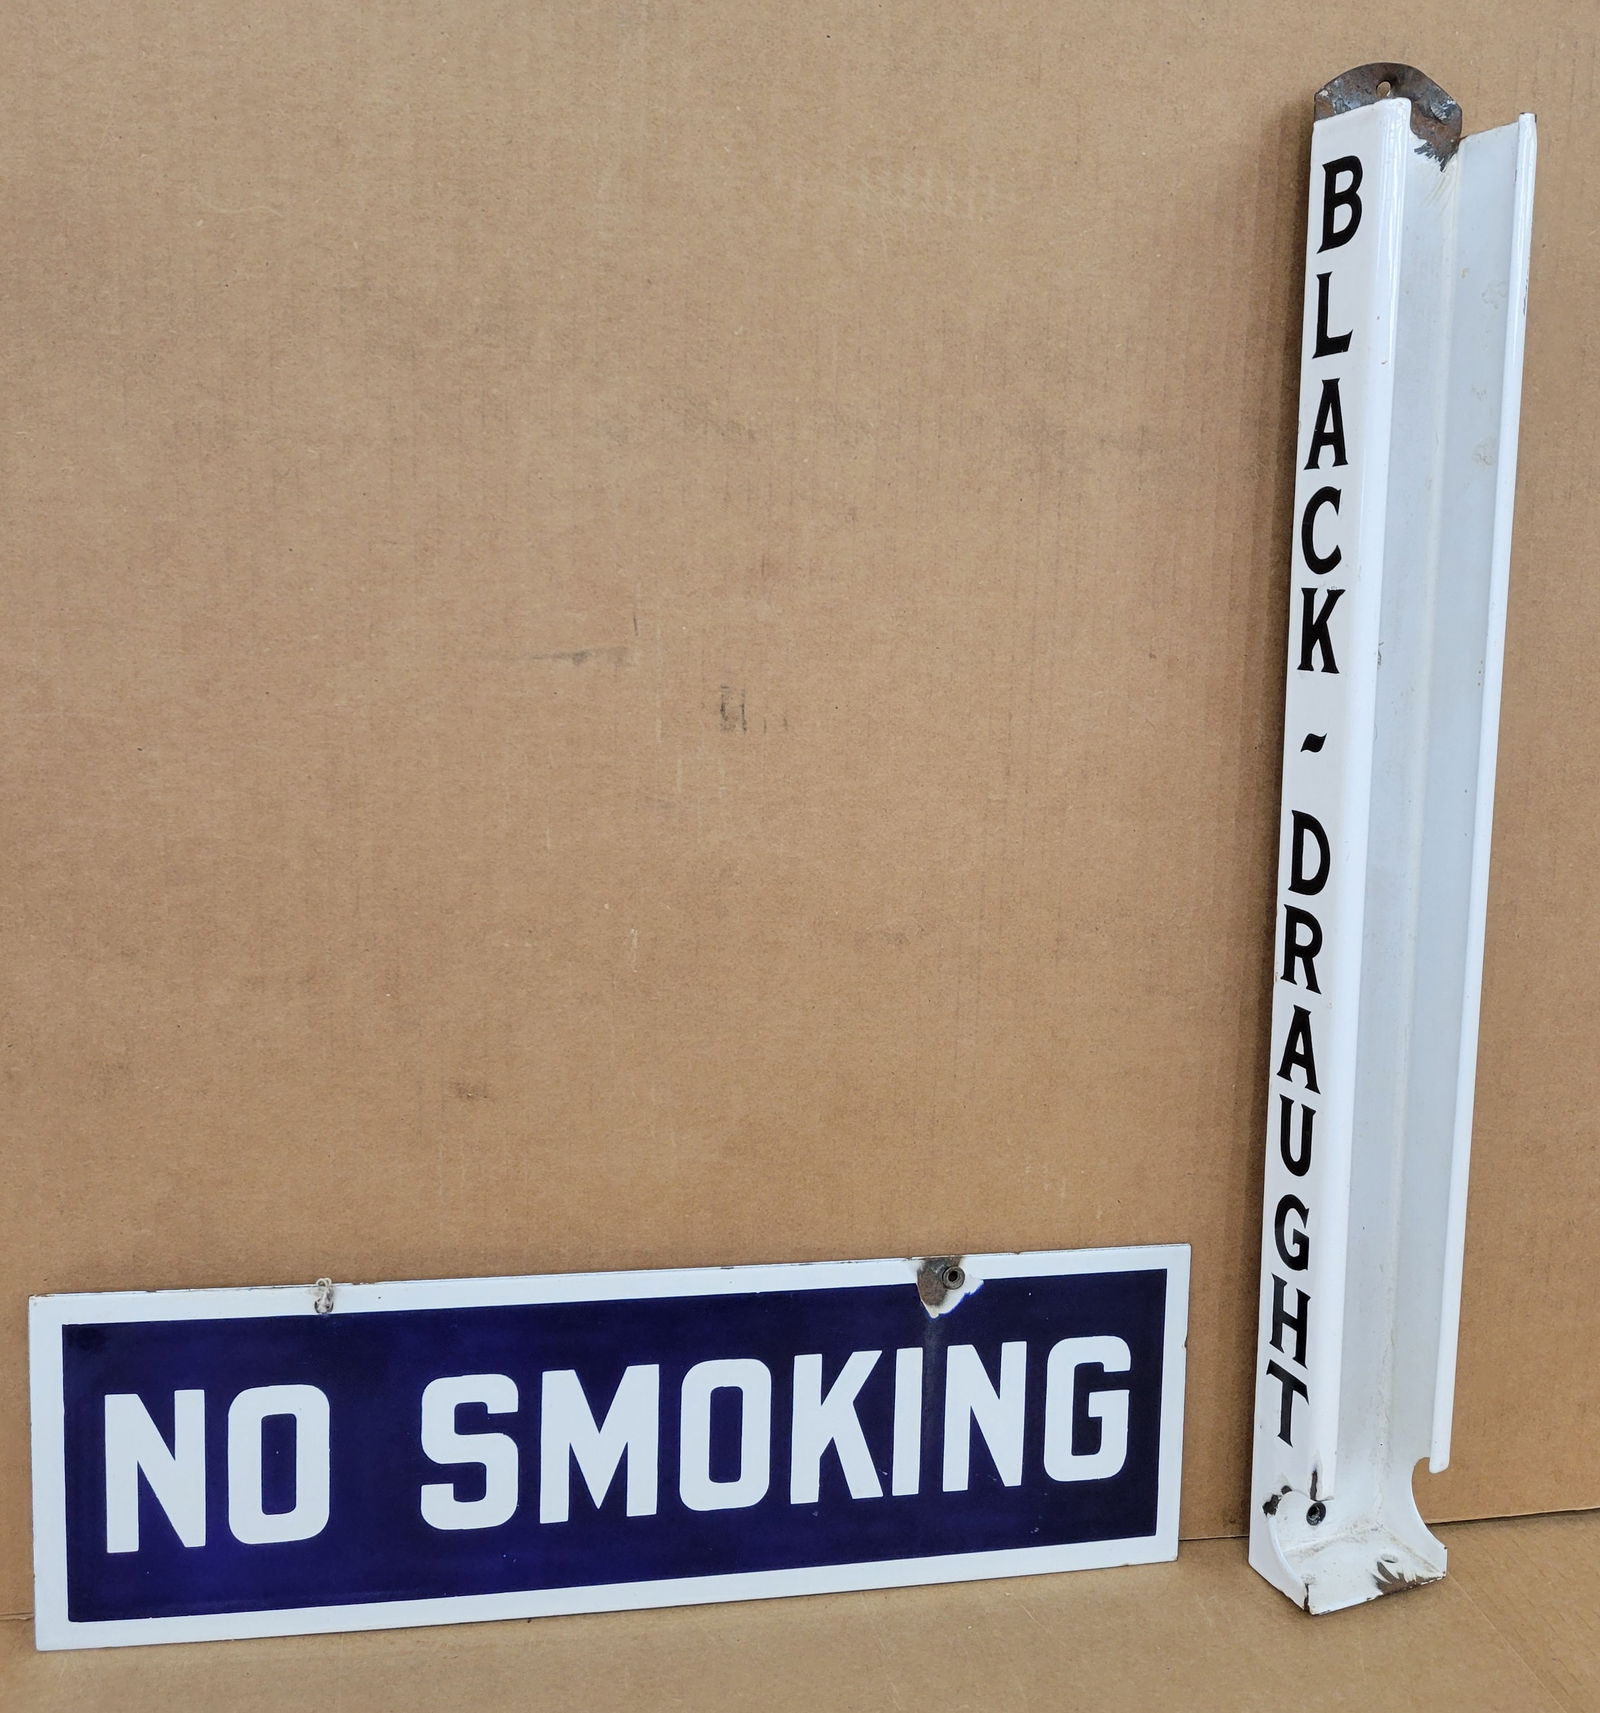 NO SMOKING
BLACK - DRAUGHT